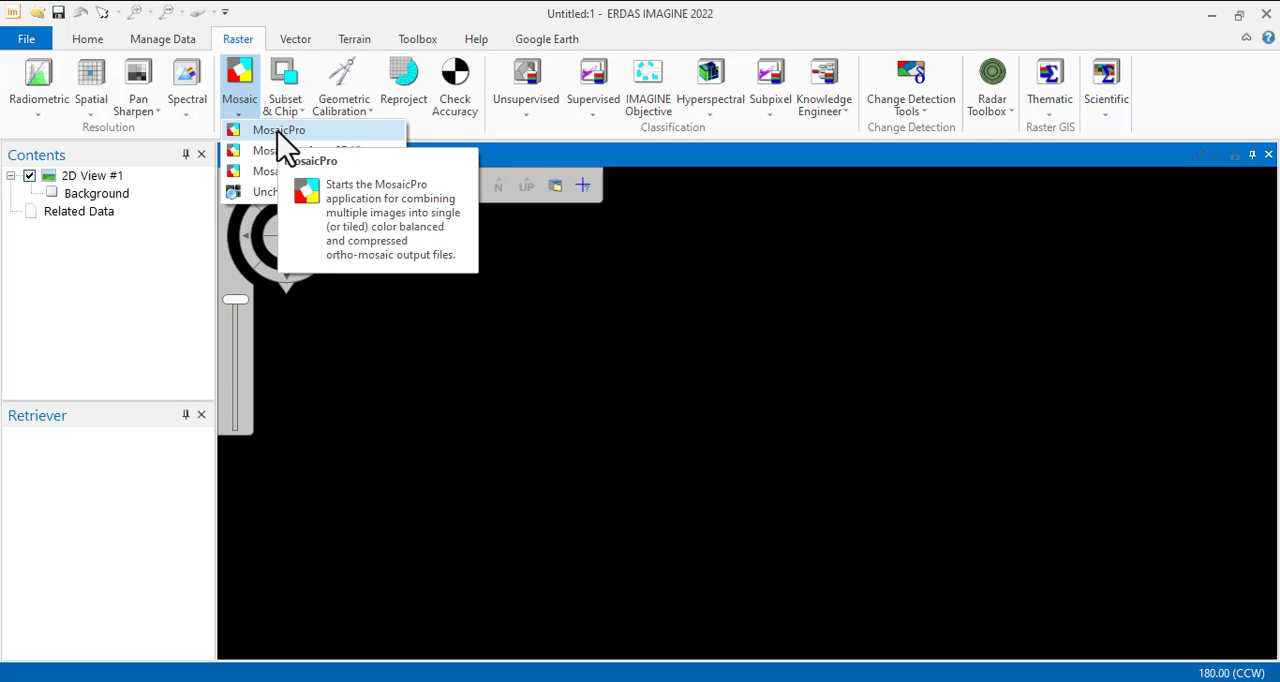 Im
Untitled:1 - ERDAS IMAGINE 2022
File Home Manage Data Raster Vector Terrain Toolbox Help Google Earth
Radiometric Spatial Pan Sharpen Spectral Mosaic Subset & Chip Geometric Calibration Reproject Check Accuracy Unsupervised Supervised IMAGINE Objective Hyperspectral Subpixel Knowledge Engineer Change Detection Tools Radar Toolbox Thematic Scientific
Resolution Classification Change Detection Raster GIS
MosaicPro
Contents
2D View #1
Background
Related Data
Starts the MosaicPro
application for combining
multiple images into single
(or tiled) color balanced
and compressed
ortho-mosaic output files.
N UP
Retriever
180.00 (CCW)